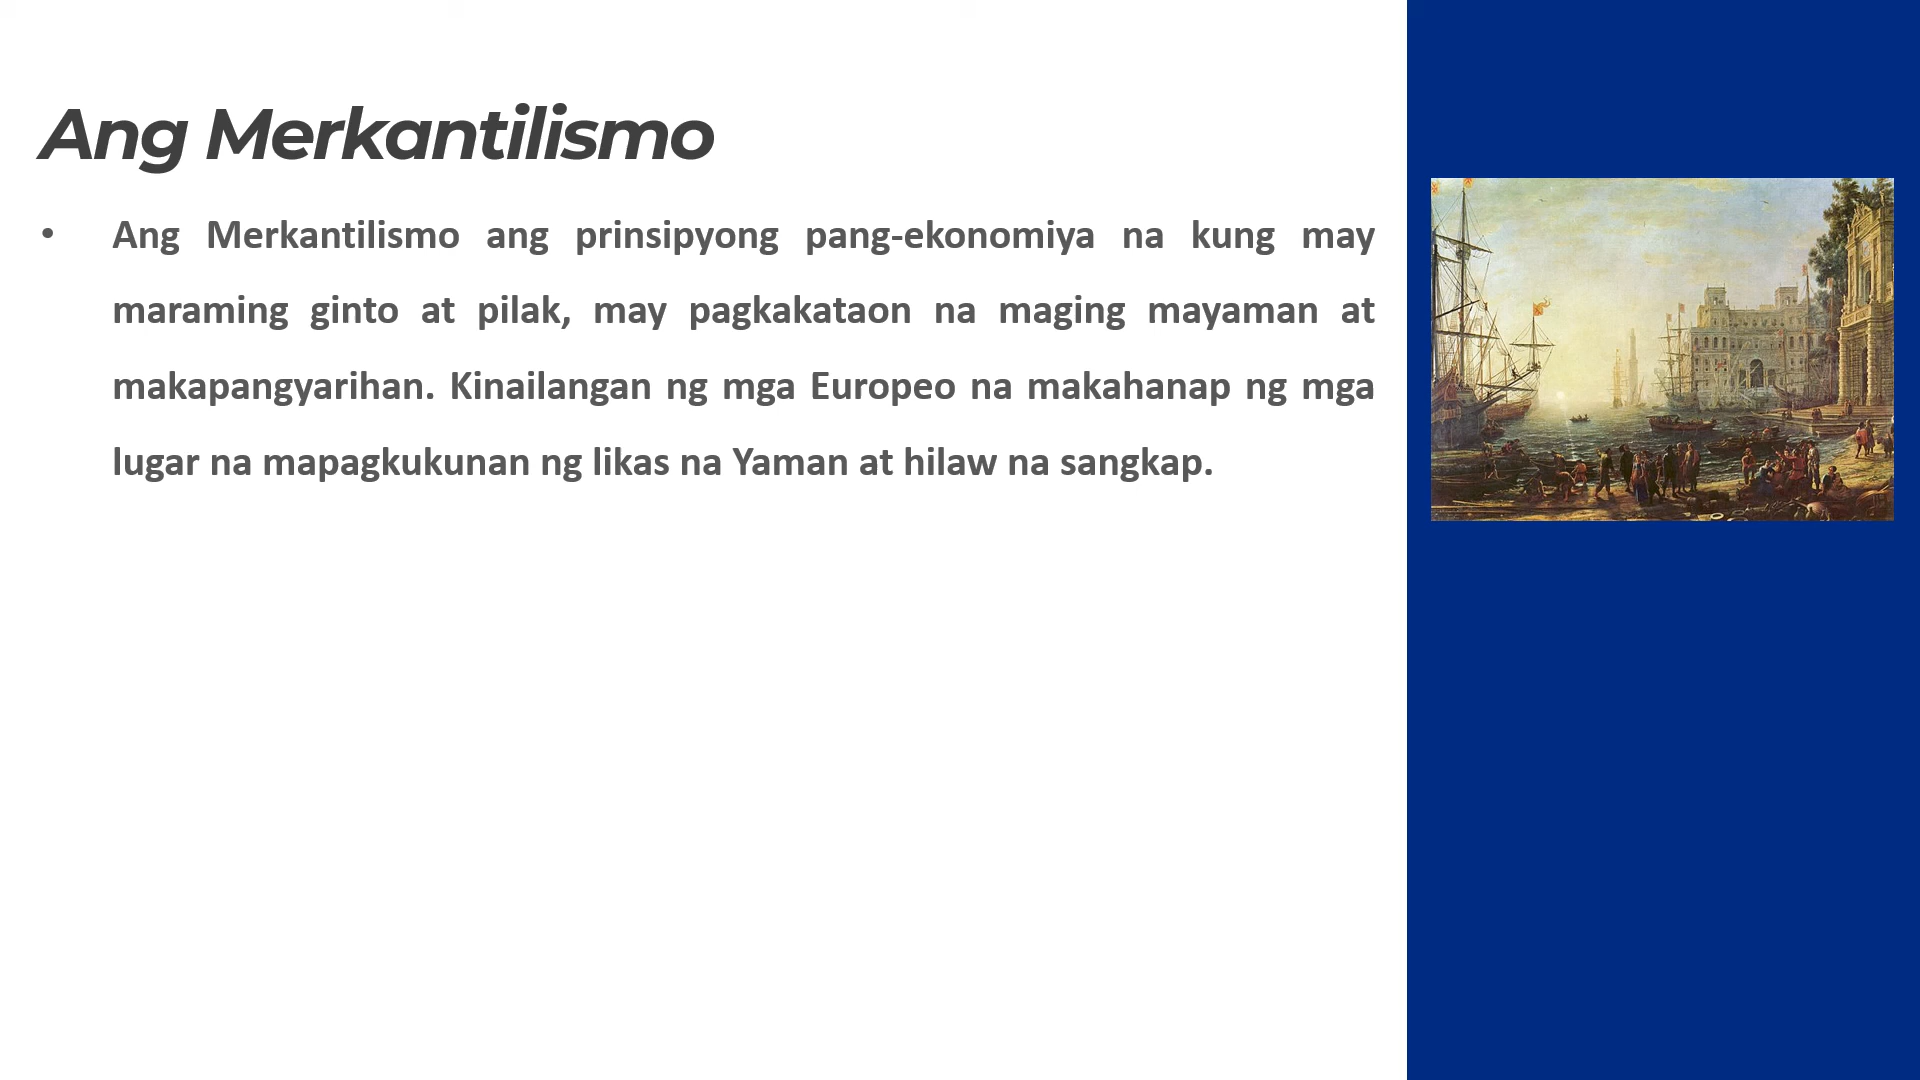 Ang Merkantilismo
• Ang Merkantilismo ang prinsipyong pang-ekonomiya na kung may
maraming ginto at pilak, may pagkakataon na maging mayaman at
makapangyarihan. Kinailangan ng mga Europeo na makahanap ng mga
lugar na mapagkukunan ng likas na Yaman at hilaw na sangkap.